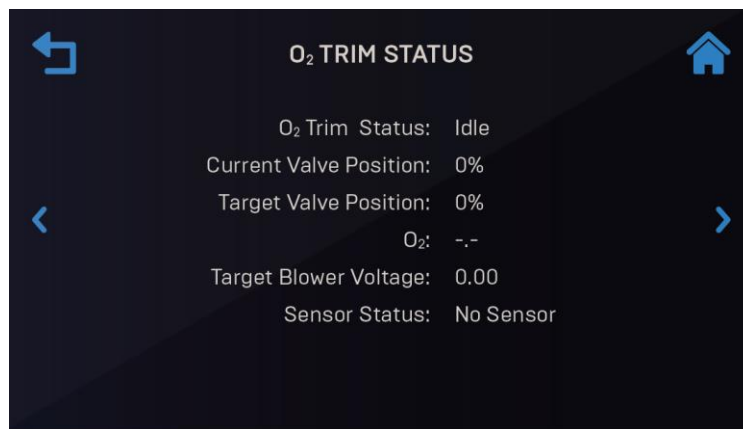 O₂ TRIM STATUS
O₂ Trim Status: Idle
Current Valve Position: 0%
Target Valve Position: 0%
O₂: -.-
Target Blower Voltage: 0.00
Sensor Status: No Sensor